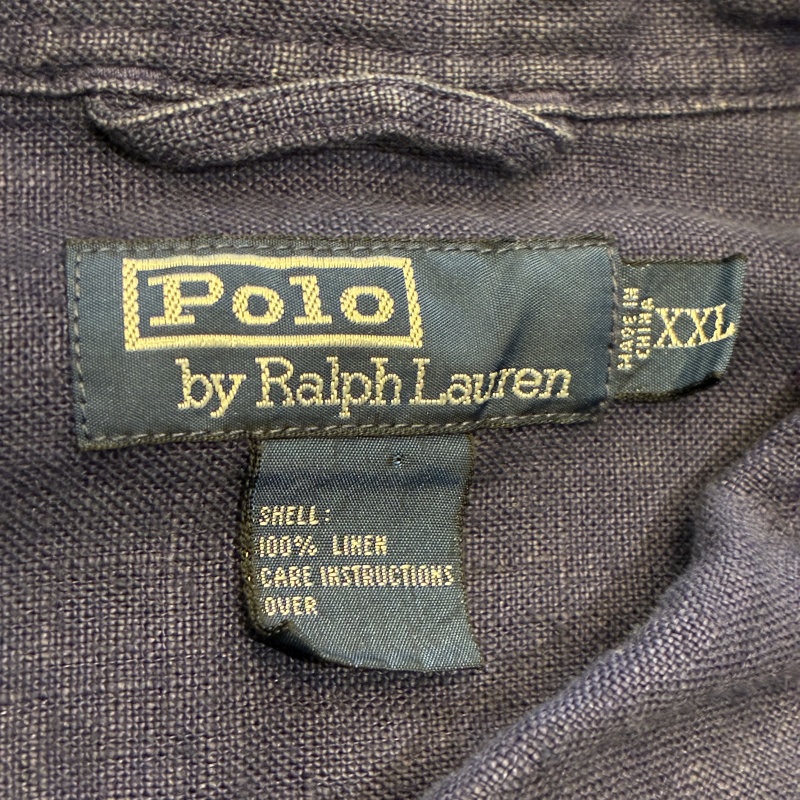 Polo
by Ralph Lauren
MADE IN
CHINA
XXL
SHELL:
100% LINEN
CARE INSTRUCTIONS
OVER